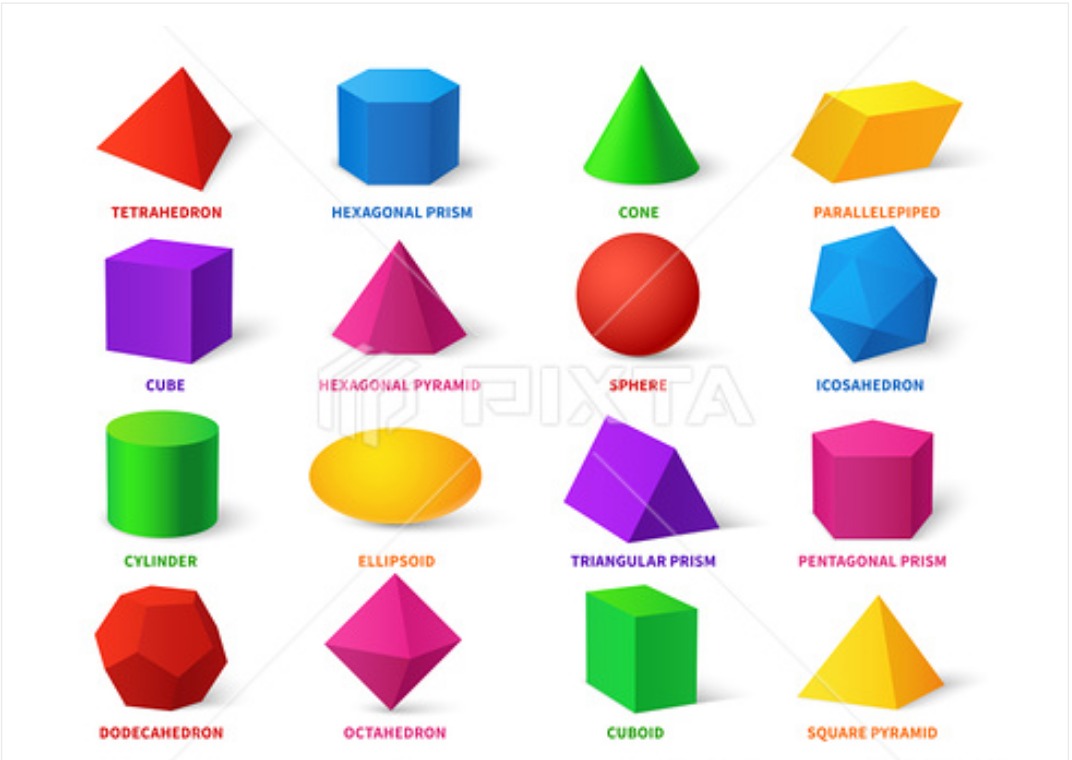 TETRAHEDRON HEXAGONAL PRISM CONE PARALLELEPIPED
CUBE HEXAGONAL PYRAMID SPHERE ICOSAHEDRON
PIXTA
CYLINDER ELLIPSOID TRIANGULAR PRISM PENTAGONAL PRISM
DODECAHEDRON OCTAHEDRON CUBOID SQUARE PYRAMID